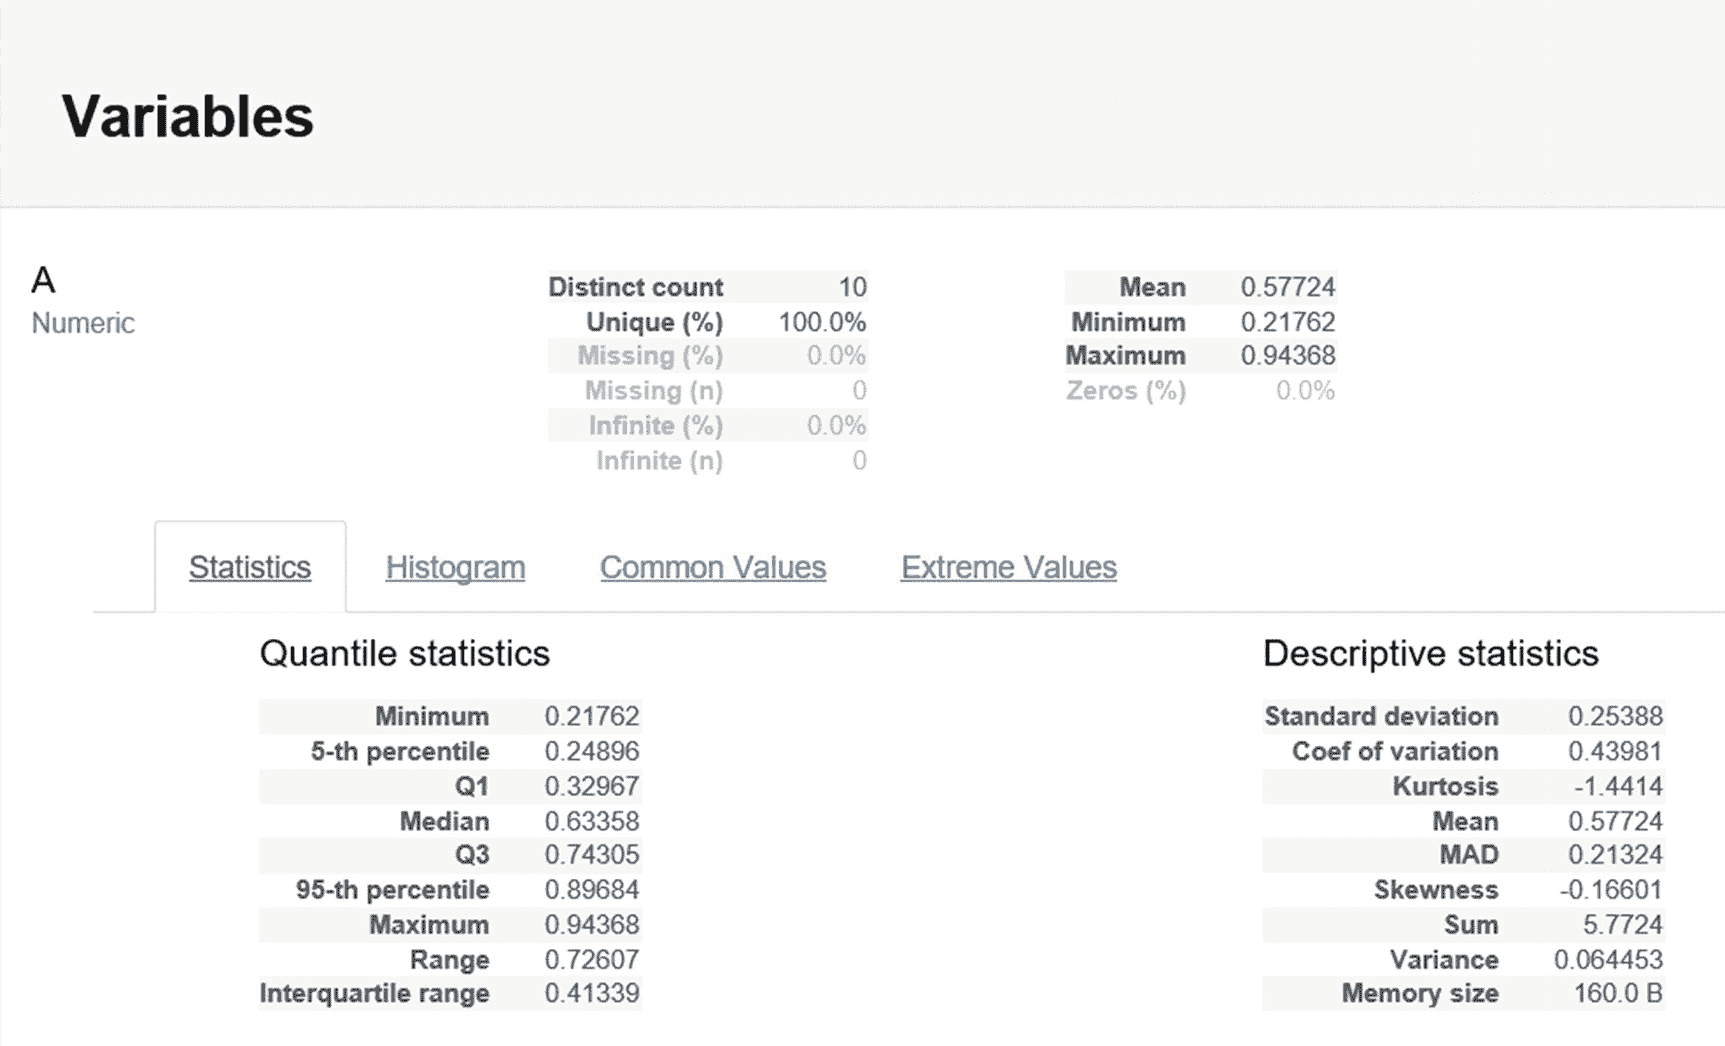 Variables
A
Numeric
Distinct count 10
Unique (%) 100.0%
Missing (%) 0.0%
Missing (n) 0
Infinite (%) 0.0%
Infinite (n) 0
Mean 0.57724
Minimum 0.21762
Maximum 0.94368
Zeros (%) 0.0%
Statistics Histogram Common Values Extreme Values
Quantile statistics
Minimum 0.21762
5-th percentile 0.24896
Q1 0.32967
Median 0.63358
Q3 0.74305
95-th percentile 0.89684
Maximum 0.94368
Range 0.72607
Interquartile range 0.41339
Descriptive statistics
Standard deviation 0.25388
Coef of variation 0.43981
Kurtosis -1.4414
Mean 0.57724
MAD 0.21324
Skewness -0.16601
Sum 5.7724
Variance 0.064453
Memory size 160.0 B